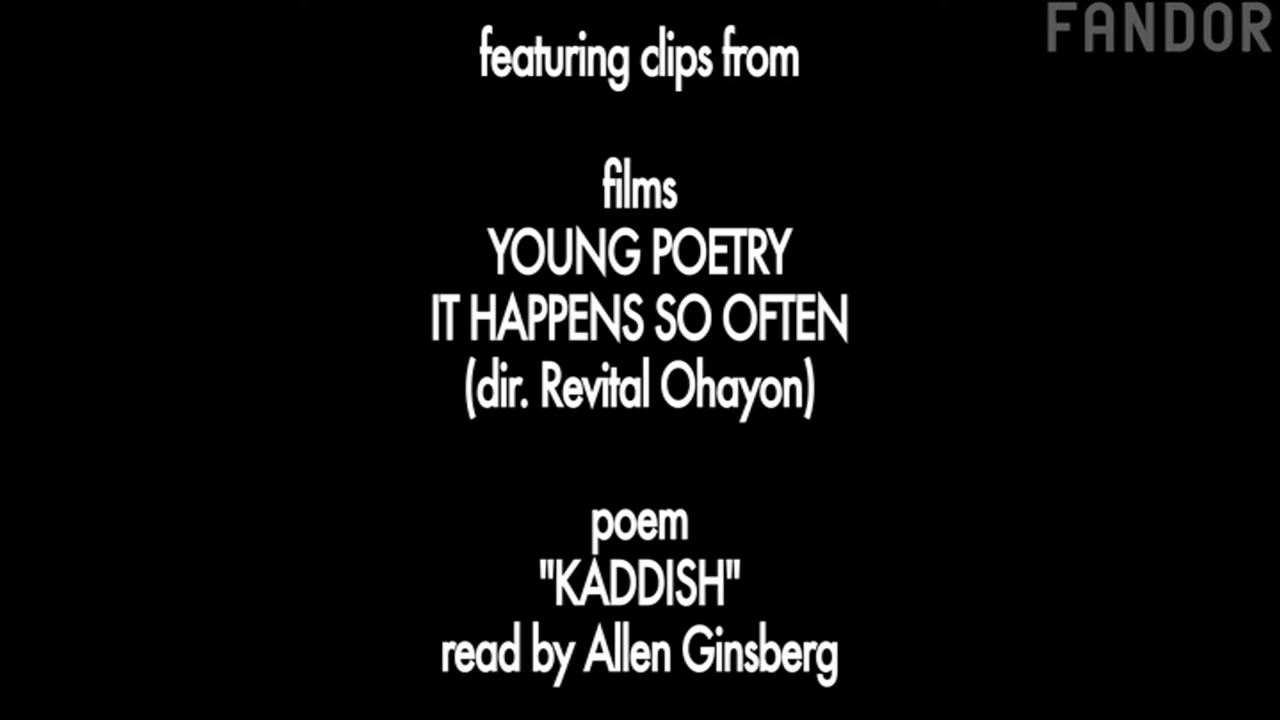 FANDOR
featuring clips from
films
YOUNG POETRY
IT HAPPENS SO OFTEN
(dir. Revital Ohayon)
poem
"KADDISH"
read by Allen Ginsberg